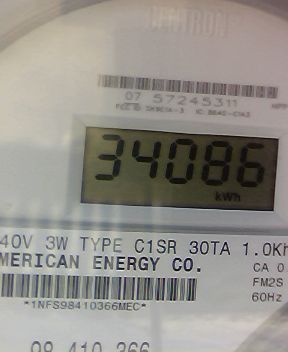 CENTRON
07 57245311
34086
kWh
40V 3W TYPE C1SR 30TA 1.0Kh
MERICAN ENERGY CO.
CA 0.
FM2S
60Hz
*1NFS98410366MEC*
98 410 366